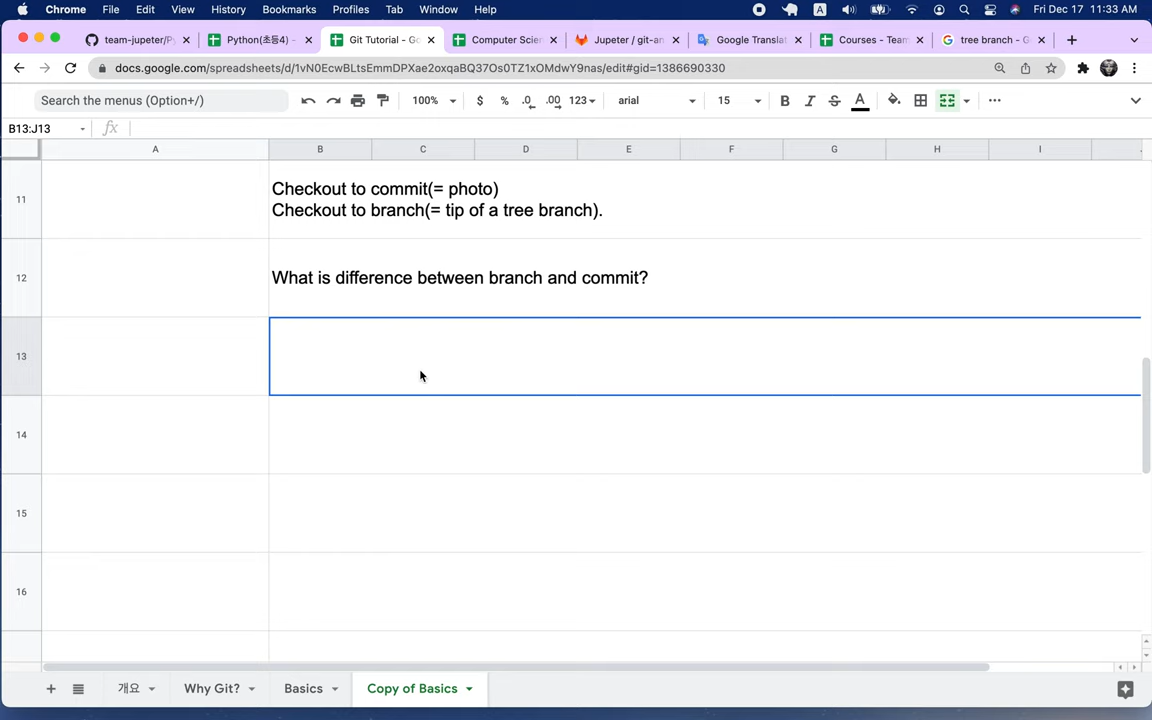 Chrome File Edit View History Bookmarks Profiles Tab Window Help A Fri Dec 17 11:33 AM
team-jupeter/Py Python(초등4) - Git Tutorial - Go Computer Scien Jupeter / git-an Google Translat Courses - Team tree branch - G
docs.google.com/spreadsheets/d/1vN0EcwBLtsEmmDPXae2oxqaBQ37Os0TZ1xOMdwY9nas/edit#gid=1386690330
Search the menus (Option+/) 100% $ % .0 .00 123 arial 15 B I S A
B13:J13 fx
A B C D E F G H I
11 Checkout to commit(= photo)
Checkout to branch(= tip of a tree branch).
12 What is difference between branch and commit?
13
14
15
16
개요 Why Git? Basics Copy of Basics